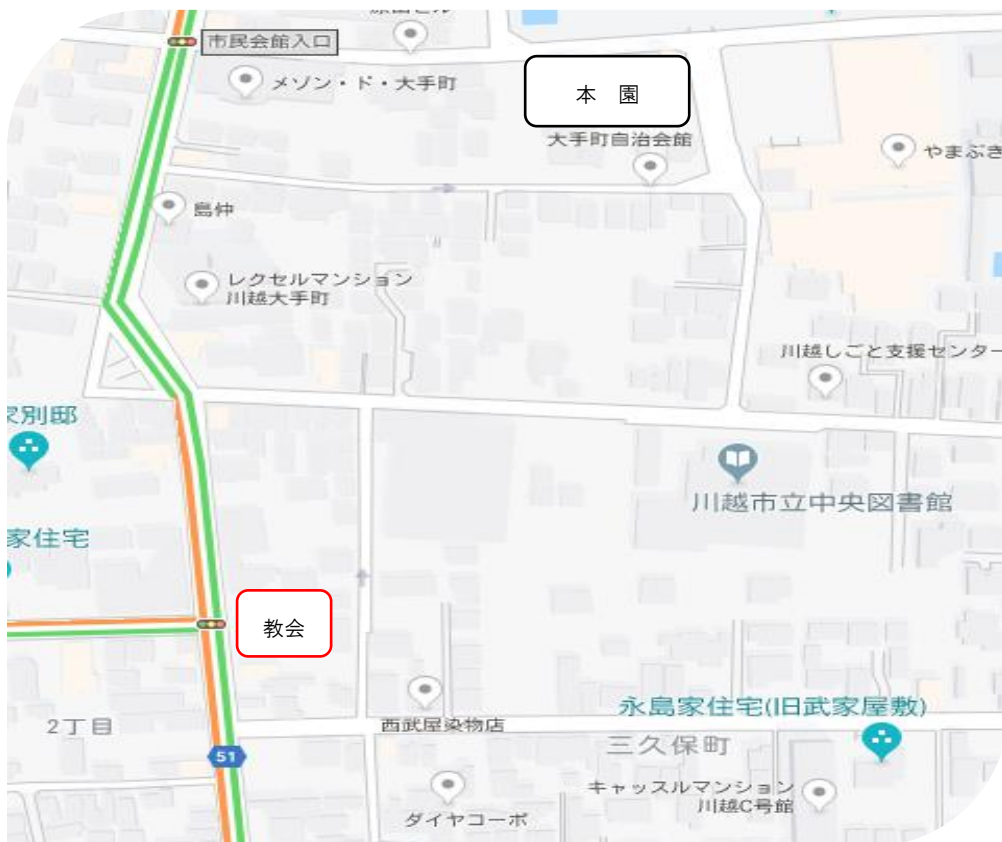 市民会館入口
メゾン・ド・大手町
本 園
大手町自治会館
やまぶき
島仲
レクセルマンション
川越大手町
川越しごと支援センター
別邸
川越市立中央図書館
家住宅
教会
2丁目
西武屋染物店
永島家住宅(旧武家屋敷)
三久保町
51
キャッスルマンション
川越C号館
ダイヤコーポ